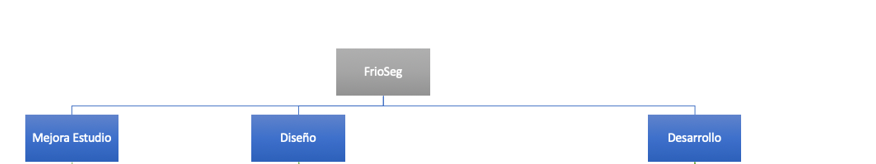 FrioSeg
Mejora Estudio
Diseño
Desarrollo